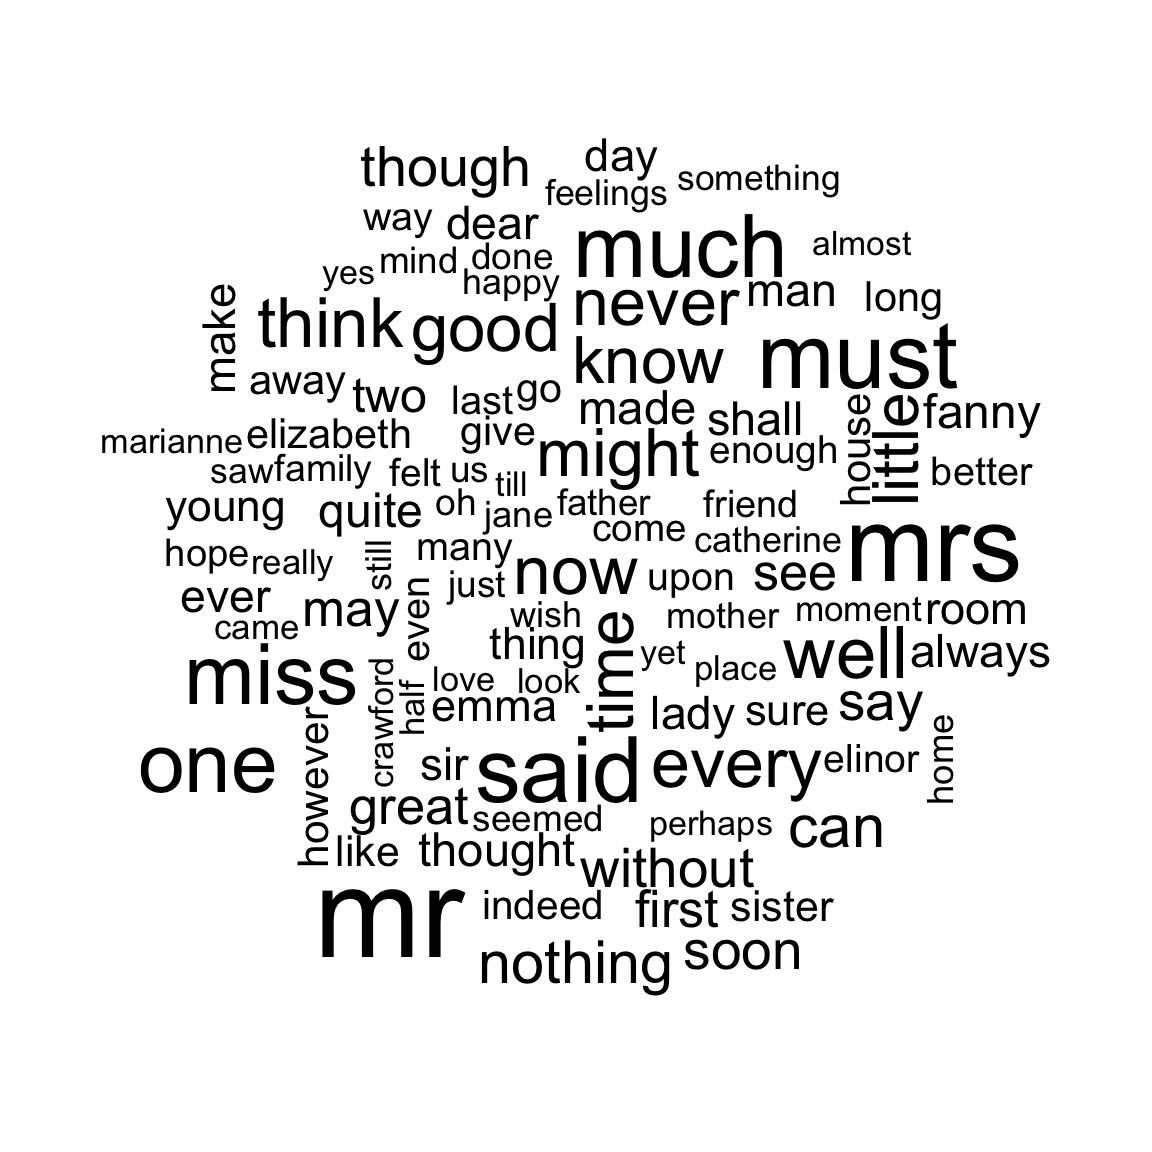 though
day
feelings
something
way
dear
much
almost
yes
mind
done
happy
never
man
long
make
think
good
know
must
away
two
last
go
made
shall
house
little
fanny
marianne
elizabeth
give
might
enough
better
saw
family
felt
us
till
young
quite
oh
jane
father
friend
come
catherine
mrs
hope
really
still
many
now
upon
see
ever
came
may
even
just
wish
mother
moment
room
thing
time
yet
place
well
always
miss
crawford
half
love
look
emma
lady
sure
say
one
however
sir
said
every
elinor
home
great
seemed
perhaps
can
like
thought
without
mr
indeed
first
sister
nothing
soon